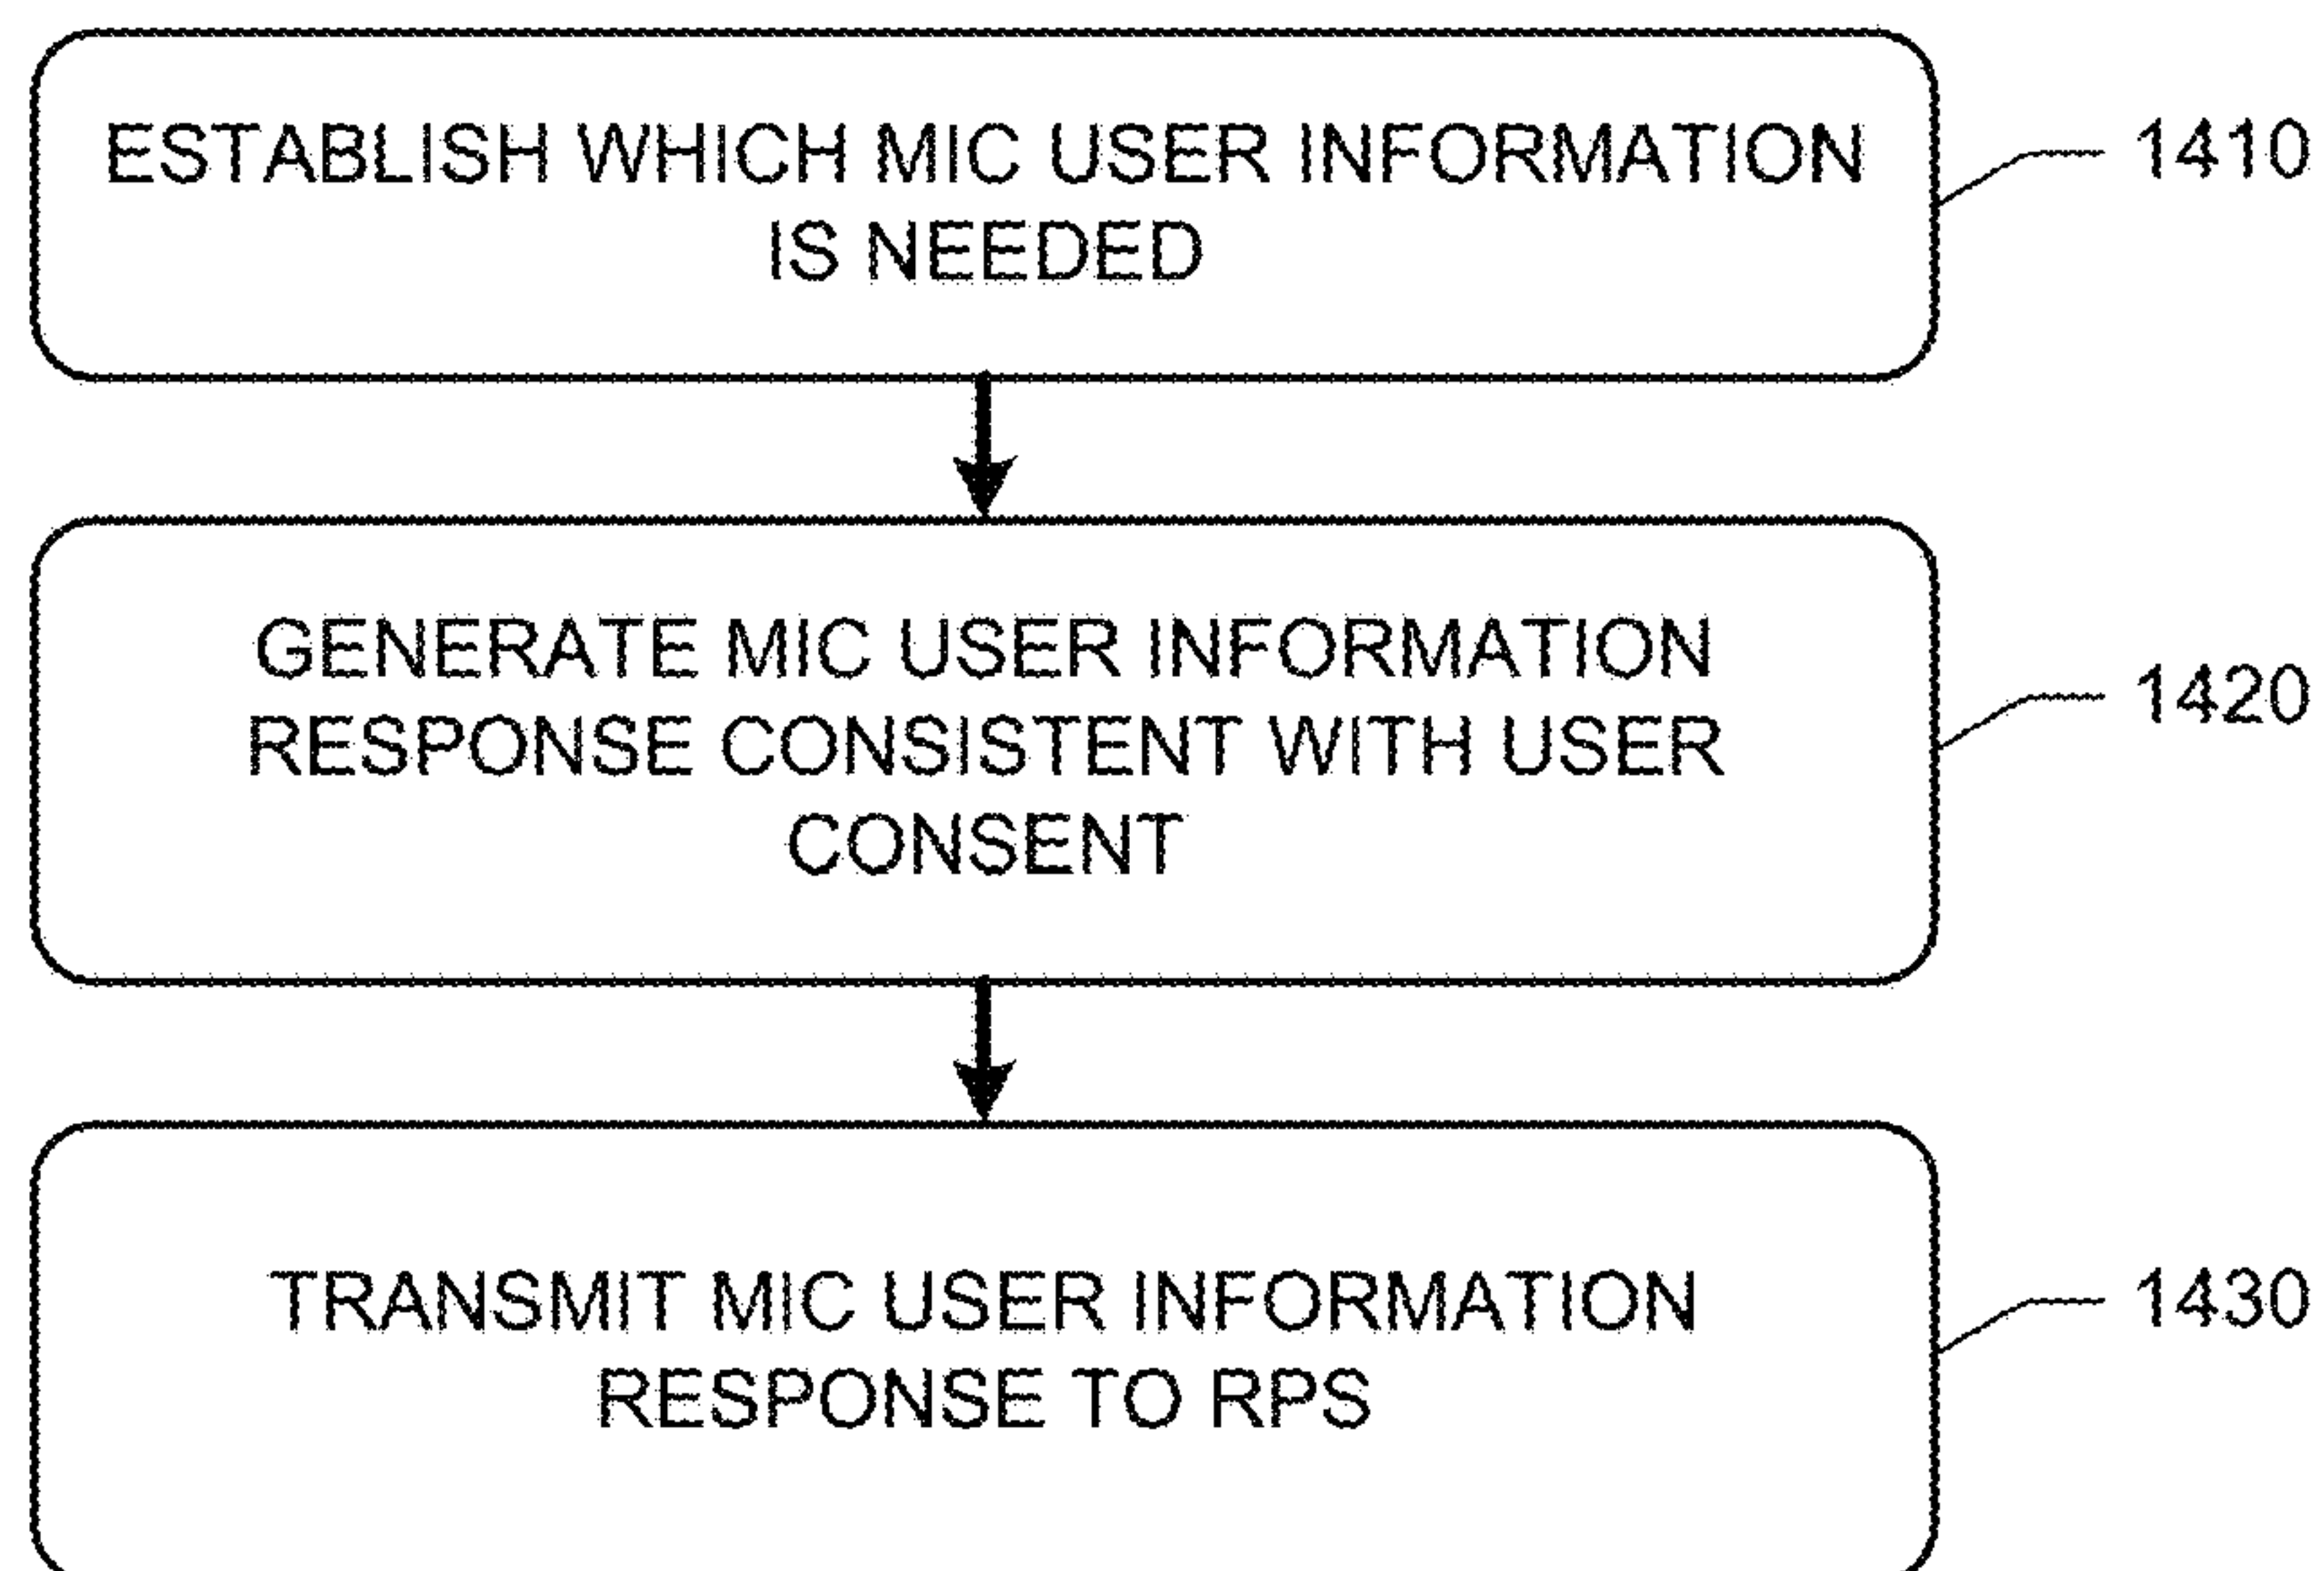 ESTABLISH WHICH MIC USER INFORMATION
IS NEEDED
1410
GENERATE MIC USER INFORMATION
RESPONSE CONSISTENT WITH USER
CONSENT
1420
TRANSMIT MIC USER INFORMATION
RESPONSE TO RPS
1430